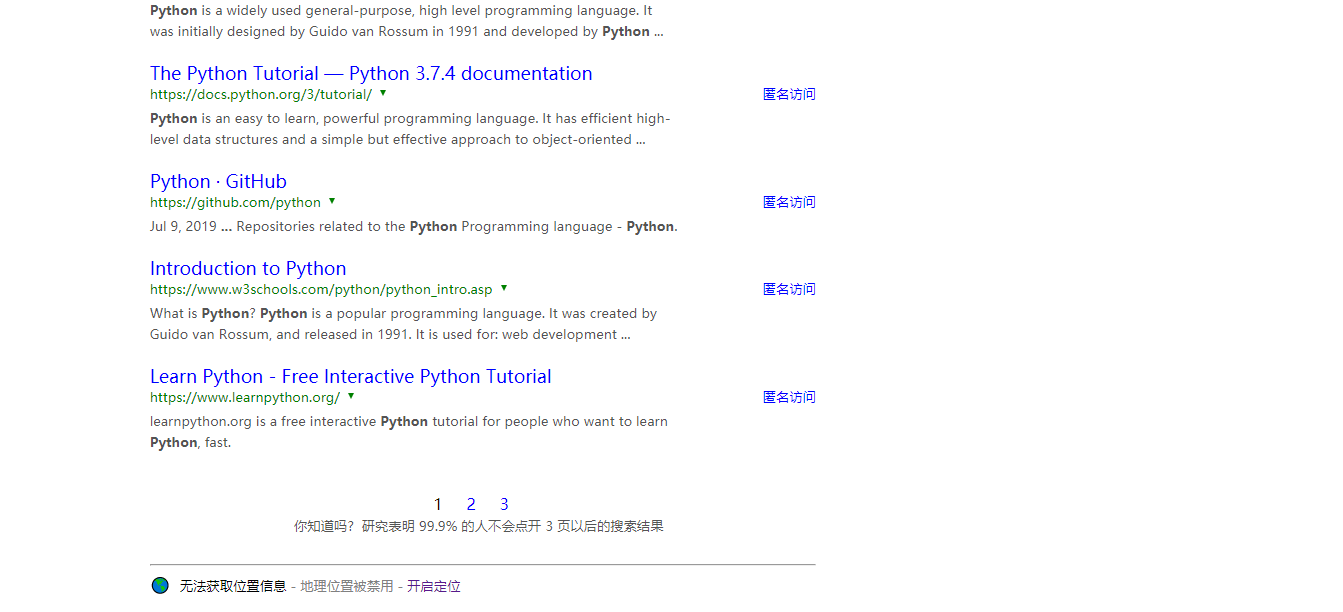 Python is a widely used general-purpose, high level programming language. It
was initially designed by Guido van Rossum in 1991 and developed by Python ...
The Python Tutorial — Python 3.7.4 documentation
https://docs.python.org/3/tutorial/ ▼ 匿名访问
Python is an easy to learn, powerful programming language. It has efficient high-
level data structures and a simple but effective approach to object-oriented ...
Python · GitHub
https://github.com/python ▼ 匿名访问
Jul 9, 2019 ... Repositories related to the Python Programming language - Python.
Introduction to Python
https://www.w3schools.com/python/python_intro.asp ▼ 匿名访问
What is Python? Python is a popular programming language. It was created by
Guido van Rossum, and released in 1991. It is used for: web development ...
Learn Python - Free Interactive Python Tutorial
https://www.learnpython.org/ ▼ 匿名访问
learnpython.org is a free interactive Python tutorial for people who want to learn
Python, fast.
1 2 3
你知道吗？研究表明 99.9% 的人不会点开 3 页以后的搜索结果
无法获取位置信息 - 地理位置被禁用 - 开启定位